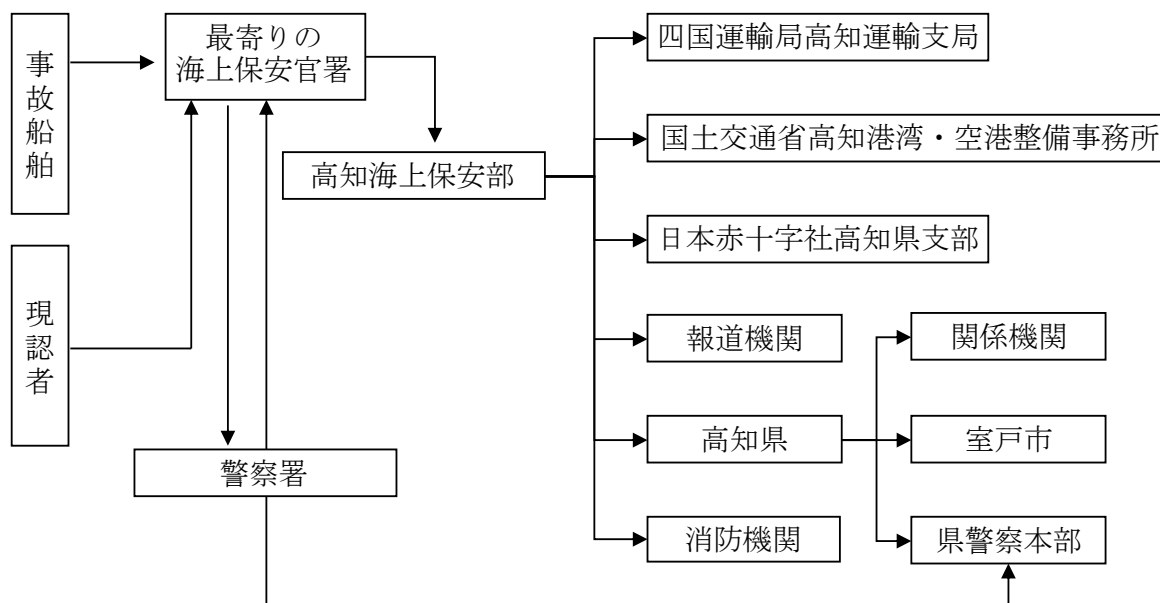 事故船舶
最寄りの
海上保安官署
高知海上保安部
現認者
警察署
四国運輸局高知運輸支局
国土交通省高知港湾・空港整備事務所
日本赤十字社高知県支部
報道機関
関係機関
高知県
室戸市
消防機関
県警察本部